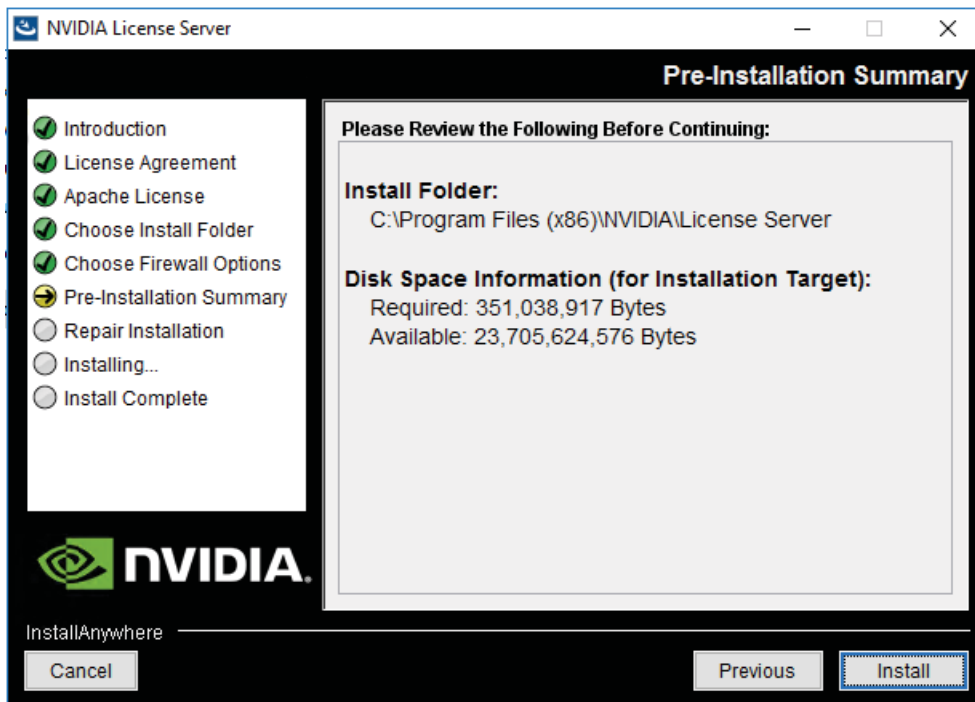 NVIDIA License Server
Pre-Installation Summary
Introduction
License Agreement
Apache License
Choose Install Folder
Choose Firewall Options
Pre-Installation Summary
Repair Installation
Installing...
Install Complete
Please Review the Following Before Continuing:
Install Folder:
C:\Program Files (x86)\NVIDIA\License Server
Disk Space Information (for Installation Target):
Required: 351,038,917 Bytes
Available: 23,705,624,576 Bytes
NVIDIA.
InstallAnywhere
Cancel
Previous
Install